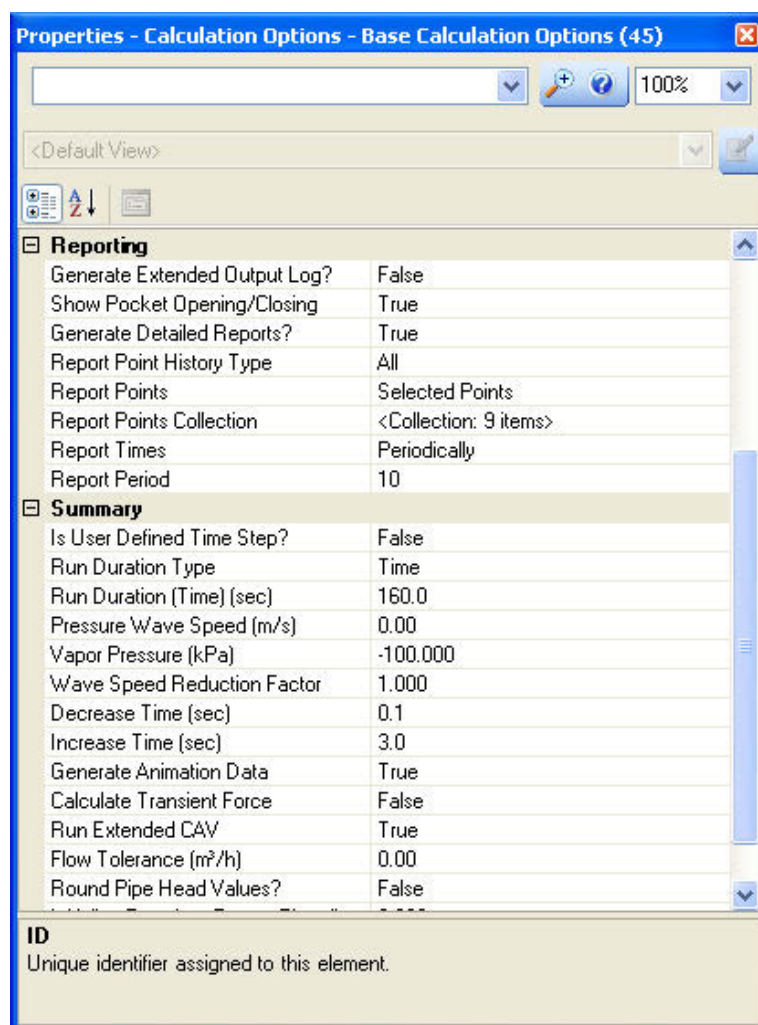 Properties - Calculation Options - Base Calculation Options (45)
100%
<Default View>
Reporting
Generate Extended Output Log? False
Show Pocket Opening/Closing True
Generate Detailed Reports? True
Report Point History Type All
Report Points Selected Points
Report Points Collection <Collection: 9 items>
Report Times Periodically
Report Period 10
Summary
Is User Defined Time Step? False
Run Duration Type Time
Run Duration (Time) (sec) 160.0
Pressure Wave Speed (m/s) 0.00
Vapor Pressure (kPa) -100.000
Wave Speed Reduction Factor 1.000
Decrease Time (sec) 0.1
Increase Time (sec) 3.0
Generate Animation Data True
Calculate Transient Force False
Run Extended CAV True
Flow Tolerance (m³/h) 0.00
Round Pipe Head Values? False
ID
Unique identifier assigned to this element.